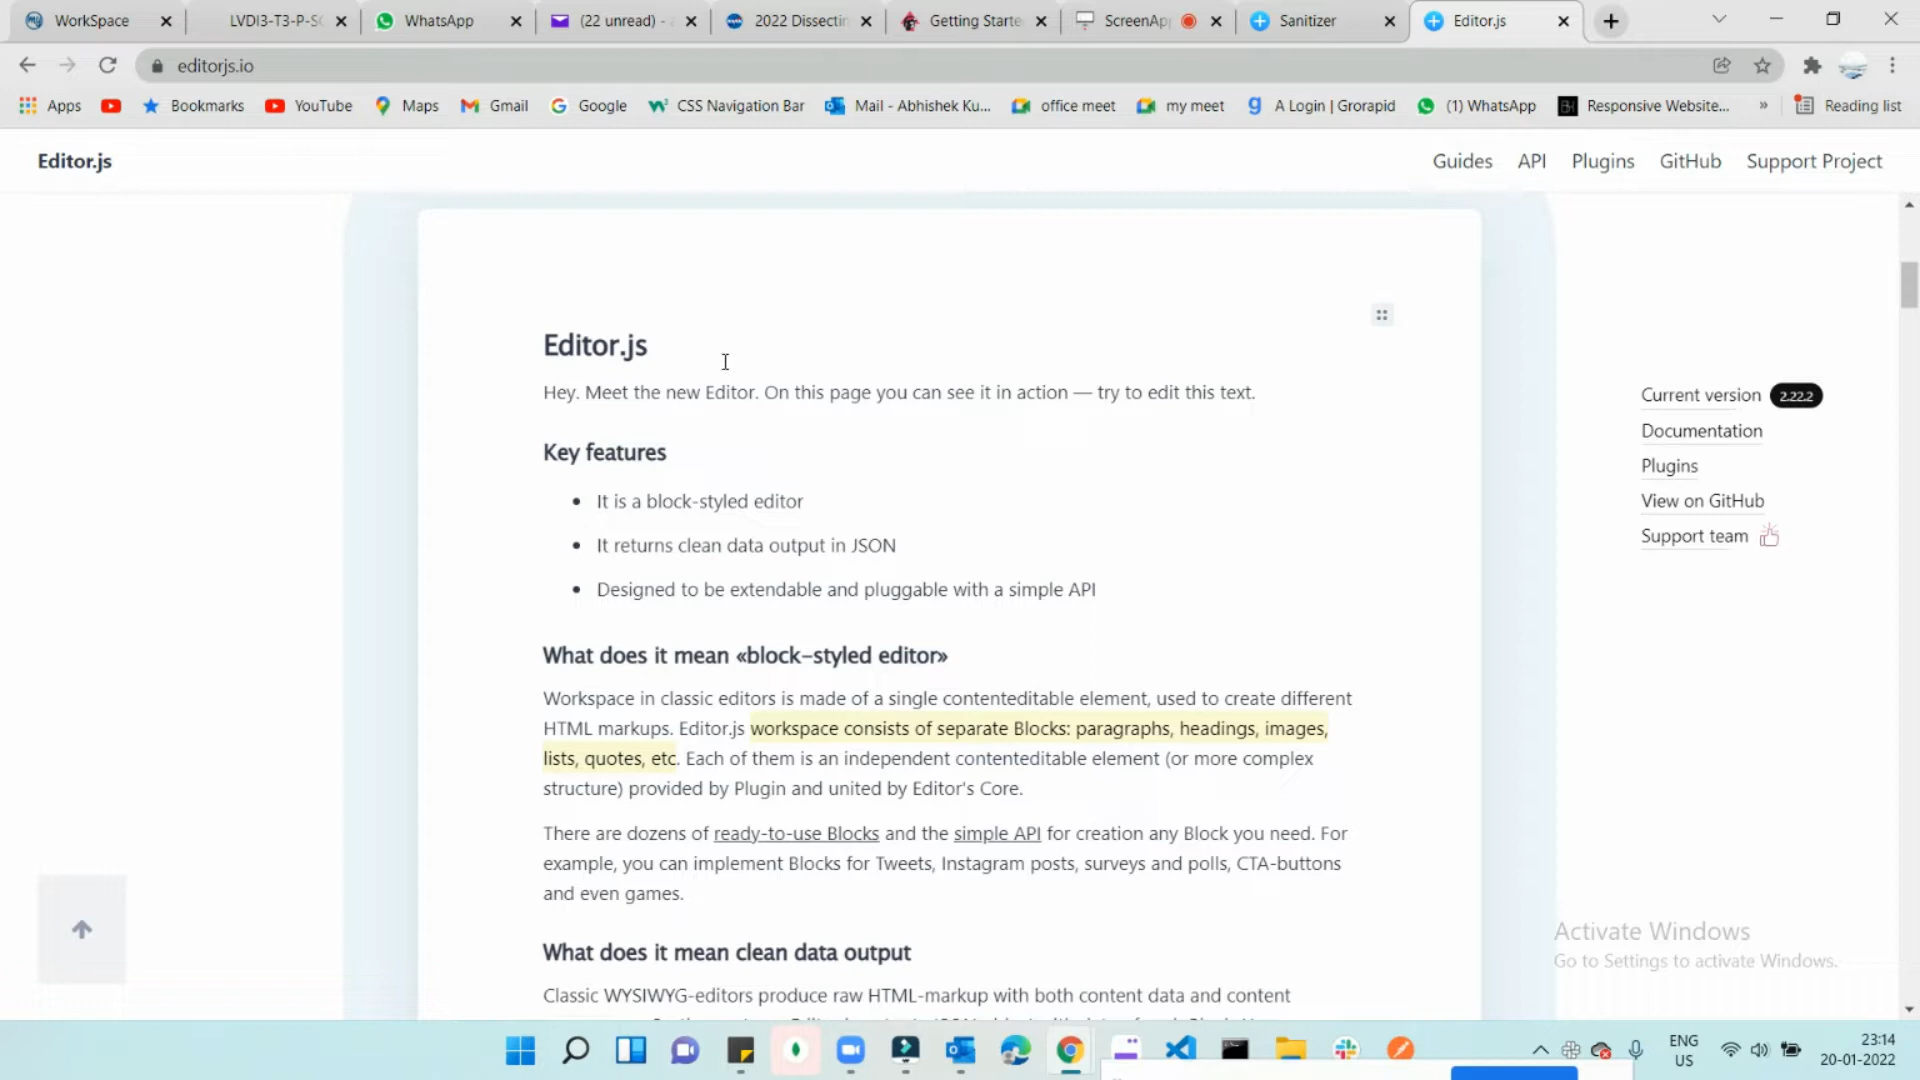 WorkSpace
LVDI3-T3-P-S
WhatsApp
(22 unread) -
2022 Dissectin
Getting Starte
ScreenApp
Sanitizer
Editor.js
editorjs.io
Apps
Bookmarks
YouTube
Maps
Gmail
Google
CSS Navigation Bar
Mail - Abhishek Ku...
office meet
my meet
A Login | Grorapid
(1) WhatsApp
Responsive Website...
»
Reading list
Editor.js
Guides
API
Plugins
GitHub
Support Project
Editor.js
Hey. Meet the new Editor. On this page you can see it in action — try to edit this text.
Key features
• It is a block-styled editor
• It returns clean data output in JSON
• Designed to be extendable and pluggable with a simple API
What does it mean «block-styled editor»
Workspace in classic editors is made of a single contenteditable element, used to create different
HTML markups. Editor.js workspace consists of separate Blocks: paragraphs, headings, images,
lists, quotes, etc. Each of them is an independent contenteditable element (or more complex
structure) provided by Plugin and united by Editor's Core.
There are dozens of ready-to-use Blocks and the simple API for creation any Block you need. For
example, you can implement Blocks for Tweets, Instagram posts, surveys and polls, CTA-buttons
and even games.
What does it mean clean data output
Classic WYSIWYG-editors produce raw HTML-markup with both content data and content
Current version 2.22.2
Documentation
Plugins
View on GitHub
Support team
Activate Windows
Go to Settings to activate Windows.
ENG
US
23:14
20-01-2022